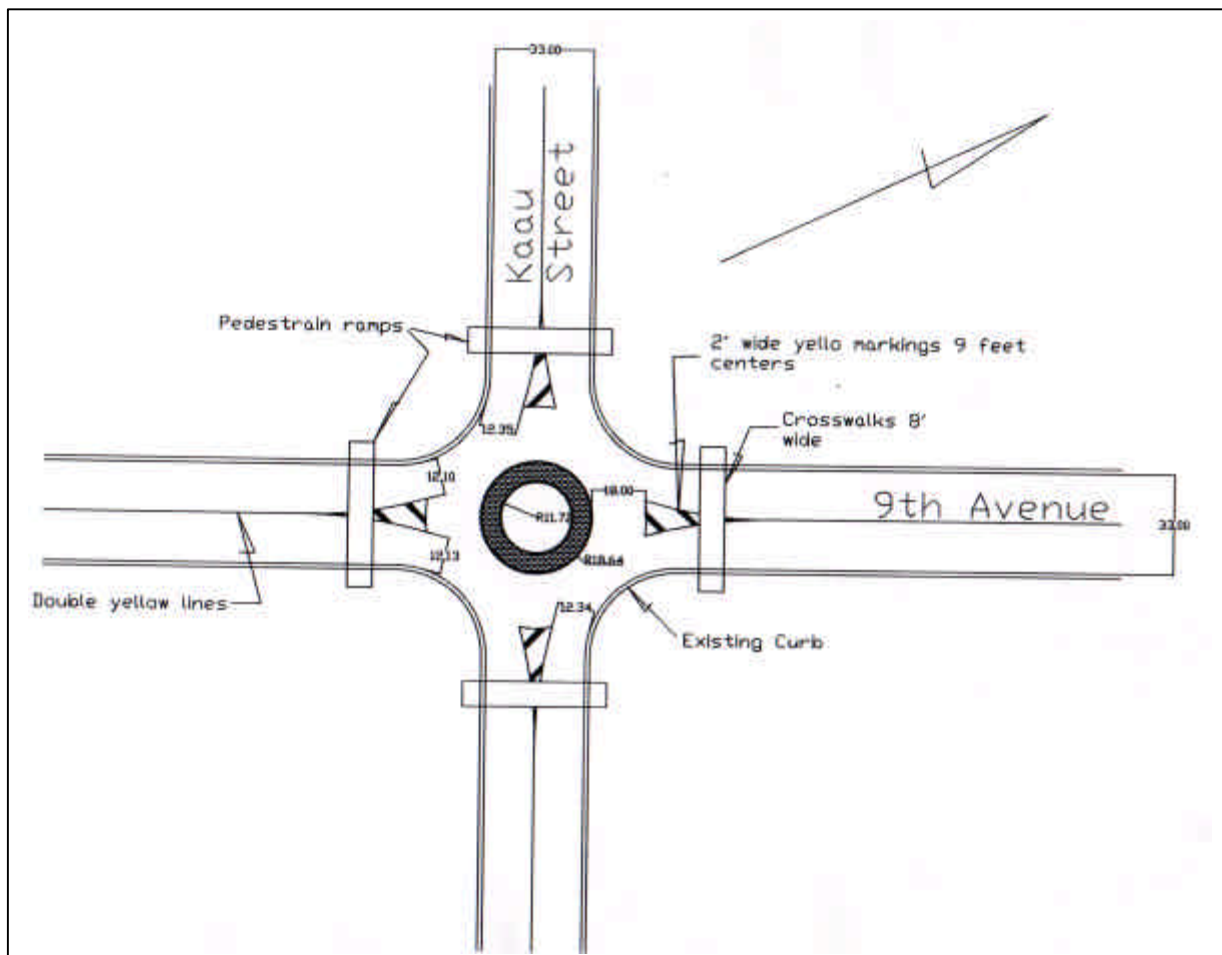 33.00
Kaau
Street
Pedestrain ramps
2' wide yello markings 9 feet
centers
Crosswalks 8'
wide
12.35
12.10
18.00
9th Avenue
33.00
R11.72
12.13
R18.64
Double yellow lines
12.34
Existing Curb